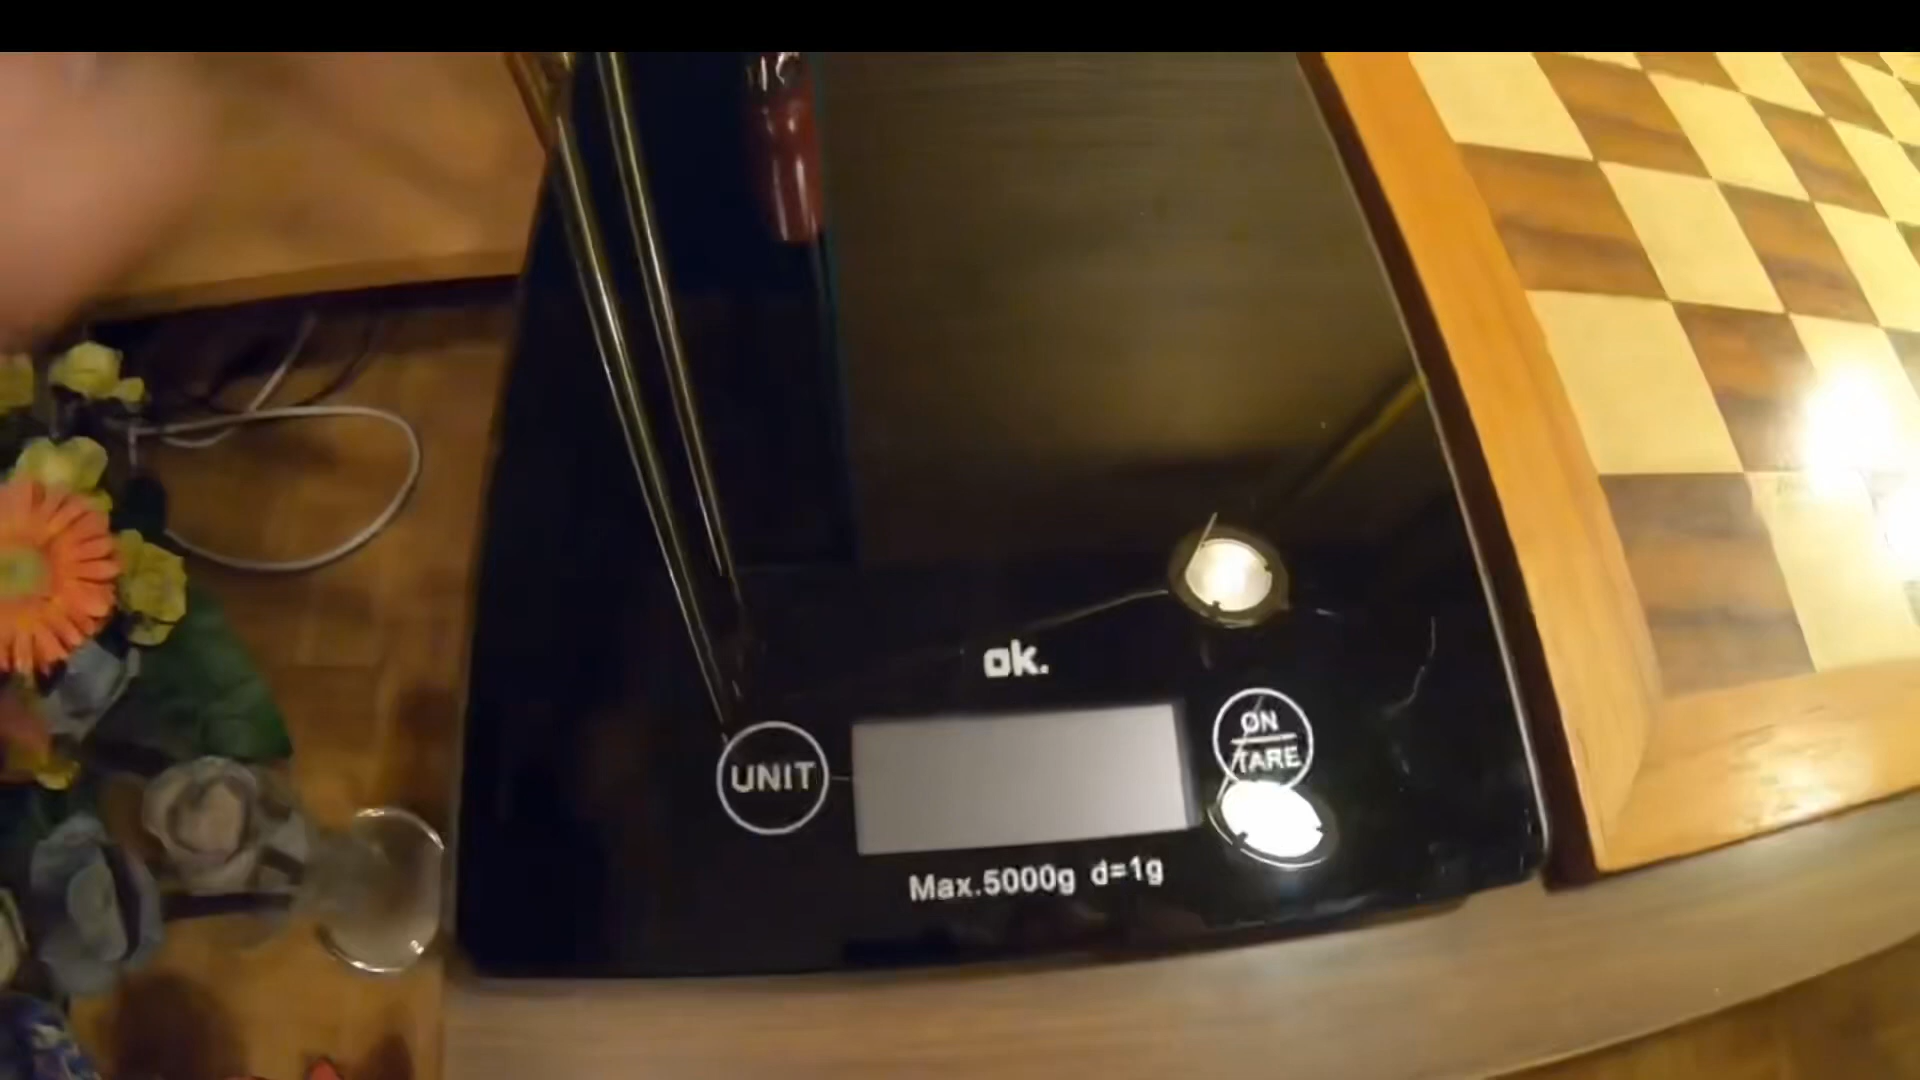 ok.
UNIT
ON
TARE
Max.5000g d=1g